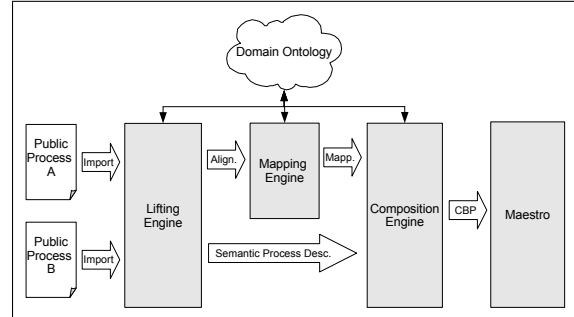 Domain Ontology
Public
Process
A
Import
Lifting
Engine
Align.
Mapping
Engine
Mapp.
Composition
Engine
CBP
Maestro
Public
Process
B
Import
Semantic Process Desc.